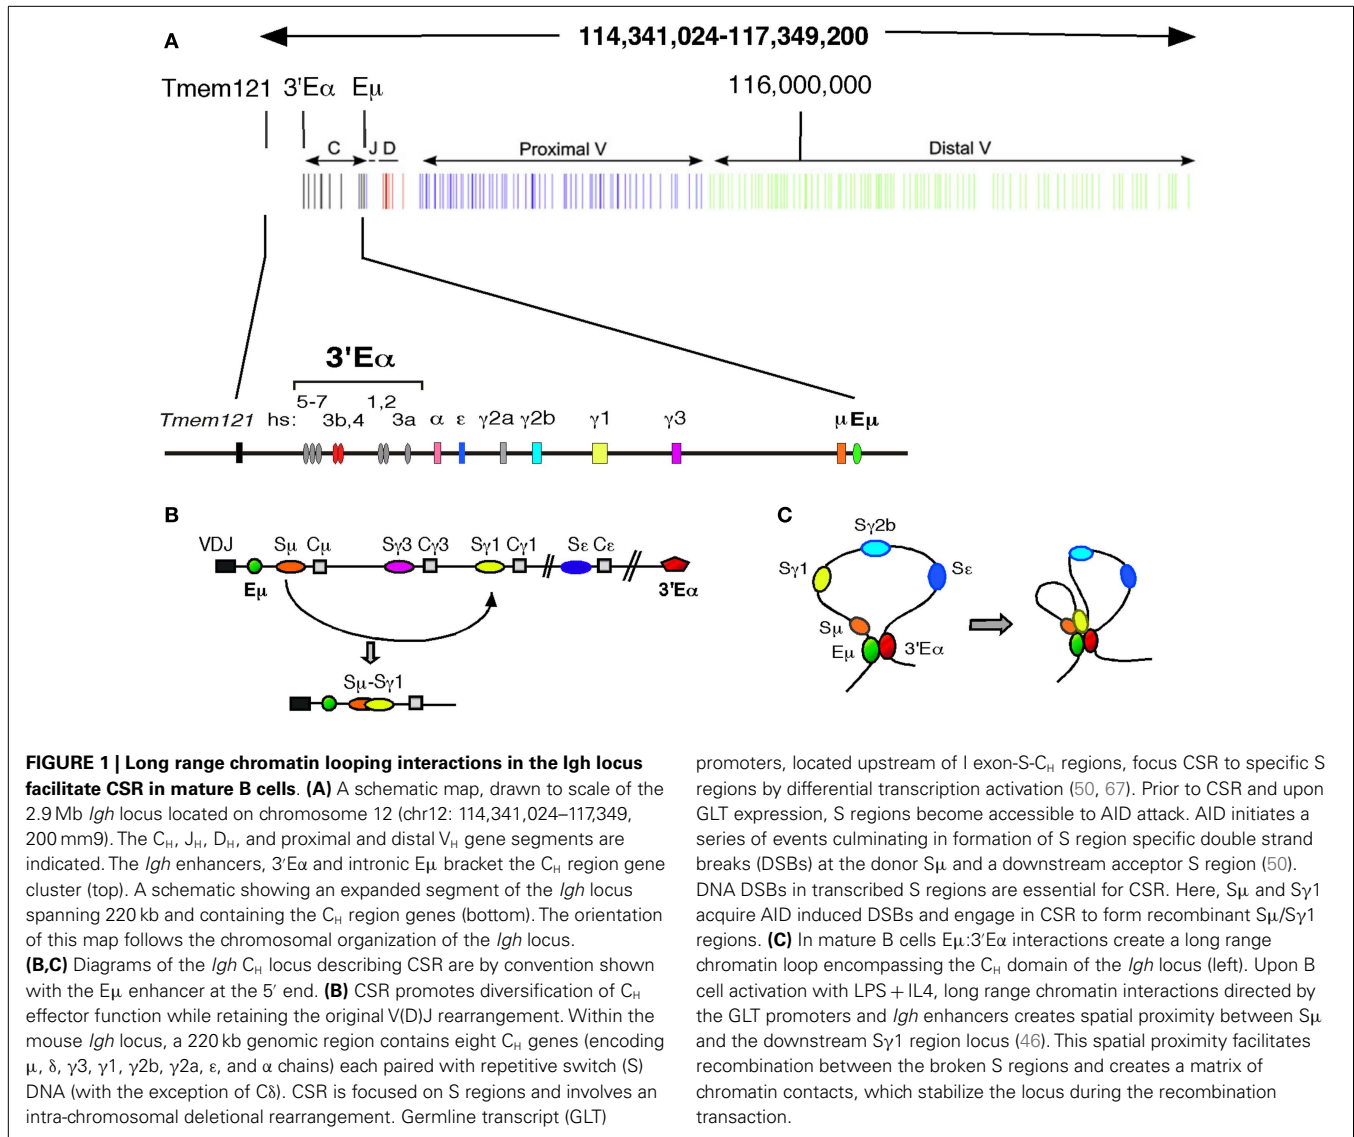 A
114,341,024-117,349,200
Tmem121 3'Eα Eμ
116,000,000
C J D Proximal V Distal V
3'Eα
5-7 1,2
Tmem121 hs: 3b,4 3a α ε γ2a γ2b γ1 γ3 μ Eμ
B
VDJ Sμ Cμ Sγ3 Cγ3 Sγ1 Cγ1 Sε Cε
Eμ 3'Eα
Sμ-Sγ1
C
Sγ2b
Sγ1 Sε
Sμ
Eμ 3'Eα
FIGURE 1 | Long range chromatin looping interactions in the Igh locus
facilitate CSR in mature B cells. (A) A schematic map, drawn to scale of the
2.9 Mb Igh locus located on chromosome 12 (chr12: 114,341,024–117,349,
200 mm9). The CH, JH, DH, and proximal and distal VH gene segments are
indicated. The Igh enhancers, 3′Eα and intronic Eμ bracket the CH region gene
cluster (top). A schematic showing an expanded segment of the Igh locus
spanning 220 kb and containing the CH region genes (bottom). The orientation
of this map follows the chromosomal organization of the Igh locus.
(B,C) Diagrams of the Igh CH locus describing CSR are by convention shown
with the Eμ enhancer at the 5′ end. (B) CSR promotes diversification of CH
effector function while retaining the original V(D)J rearrangement. Within the
mouse Igh locus, a 220 kb genomic region contains eight CH genes (encoding
μ, δ, γ3, γ1, γ2b, γ2a, ε, and α chains) each paired with repetitive switch (S)
DNA (with the exception of Cδ). CSR is focused on S regions and involves an
intra-chromosomal deletional rearrangement. Germline transcript (GLT)
promoters, located upstream of I exon-S-CH regions, focus CSR to specific S
regions by differential transcription activation (50, 67). Prior to CSR and upon
GLT expression, S regions become accessible to AID attack. AID initiates a
series of events culminating in formation of S region specific double strand
breaks (DSBs) at the donor Sμ and a downstream acceptor S region (50).
DNA DSBs in transcribed S regions are essential for CSR. Here, Sμ and Sγ1
acquire AID induced DSBs and engage in CSR to form recombinant Sμ/Sγ1
regions. (C) In mature B cells Eμ:3′Eα interactions create a long range
chromatin loop encompassing the CH domain of the Igh locus (left). Upon B
cell activation with LPS + IL4, long range chromatin interactions directed by
the GLT promoters and Igh enhancers creates spatial proximity between Sμ
and the downstream Sγ1 region locus (46). This spatial proximity facilitates
recombination between the broken S regions and creates a matrix of
chromatin contacts, which stabilize the locus during the recombination
transaction.